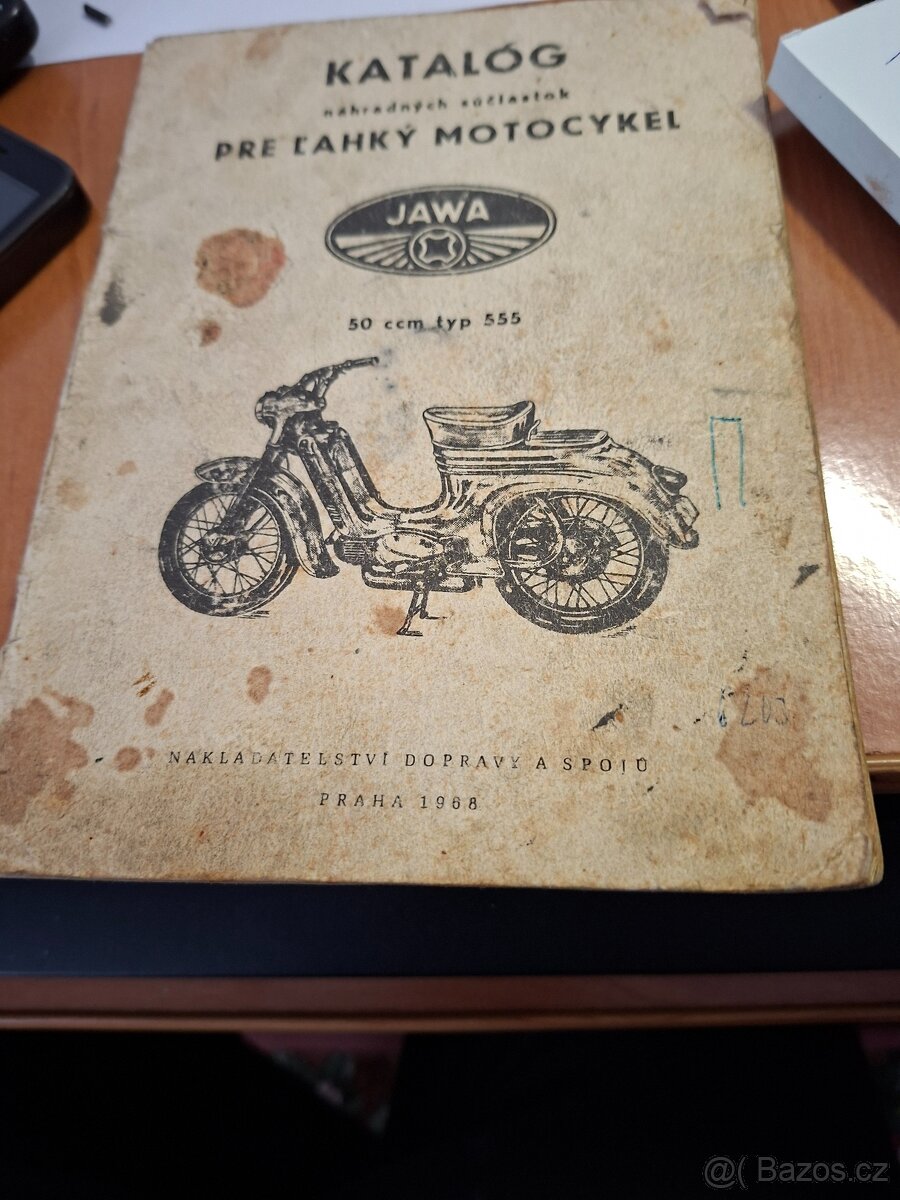 KATALÓG
náhradných súčiastok
PRE ĽAHKÝ MOTOCYKEL
JAWA
50 ccm typ 555
NAKLADATELSTVÍ DOPRAVY A SPOJŮ
PRAHA 1968
@( Bazos.cz